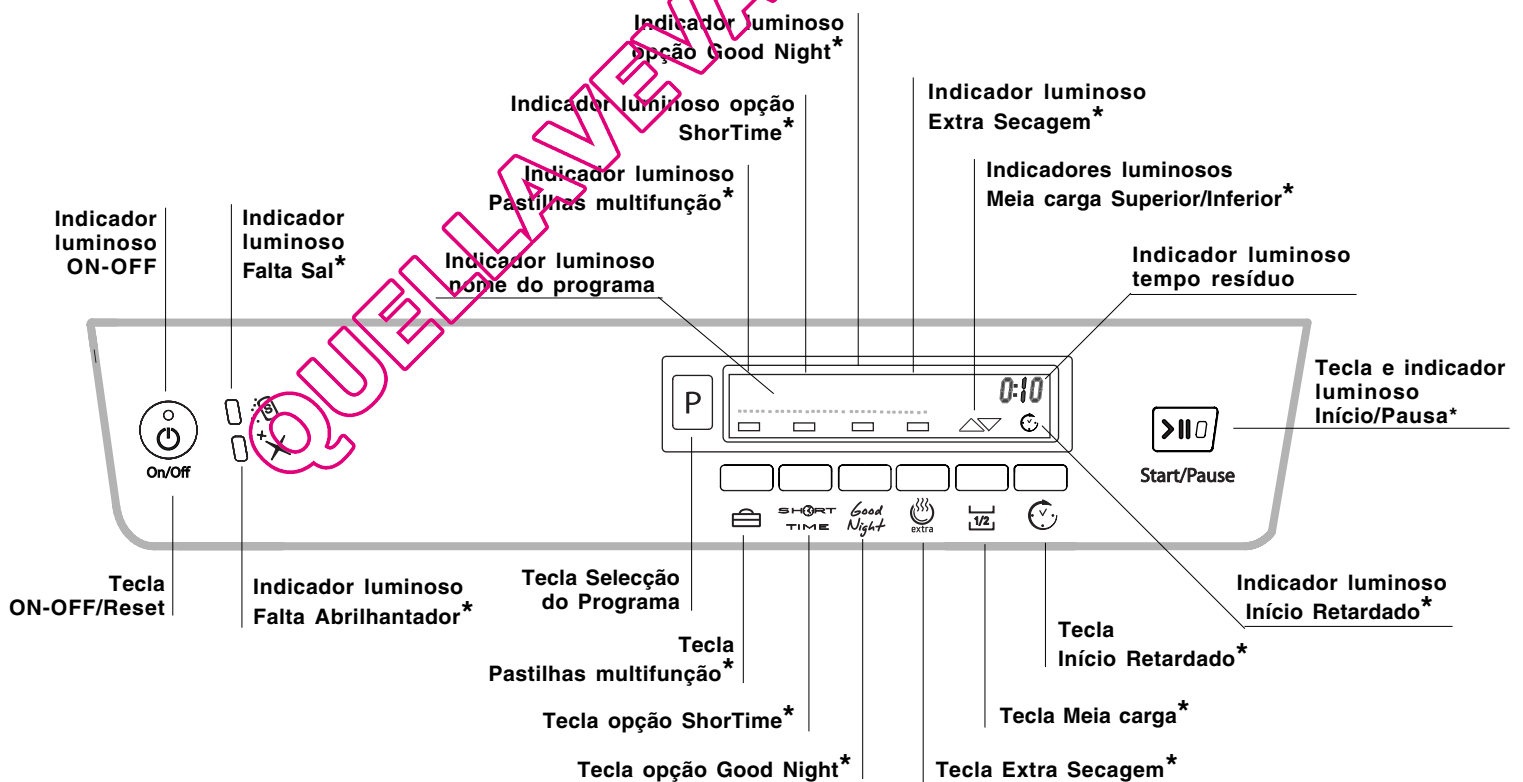 Indicador luminoso
opção Good Night*
Indicador luminoso opção
ShorTime*
Indicador luminoso
Extra Secagem*
Indicador luminoso
Pastilhas multifunção*
Indicadores luminosos
Meia carga Superior/Inferior*
Indicador
luminoso
ON-OFF
Indicador
luminoso
Falta Sal*
Indicador luminoso
nome do programa
Indicador luminoso
tempo resíduo
Tecla e indicador
luminoso
Início/Pausa*
P
0:10
S
On/Off
Start/Pause
SHORT
TIME
Good
Night
extra
1/2
Tecla
ON-OFF/Reset
Indicador luminoso
Falta Abrilhantador*
Tecla Selecção
do Programa
Indicador luminoso
Início Retardado*
Tecla
Pastilhas multifunção*
Tecla
Início Retardado*
Tecla opção ShorTime*
Tecla Meia carga*
Tecla opção Good Night*
Tecla Extra Secagem*
QUELLAVEVA